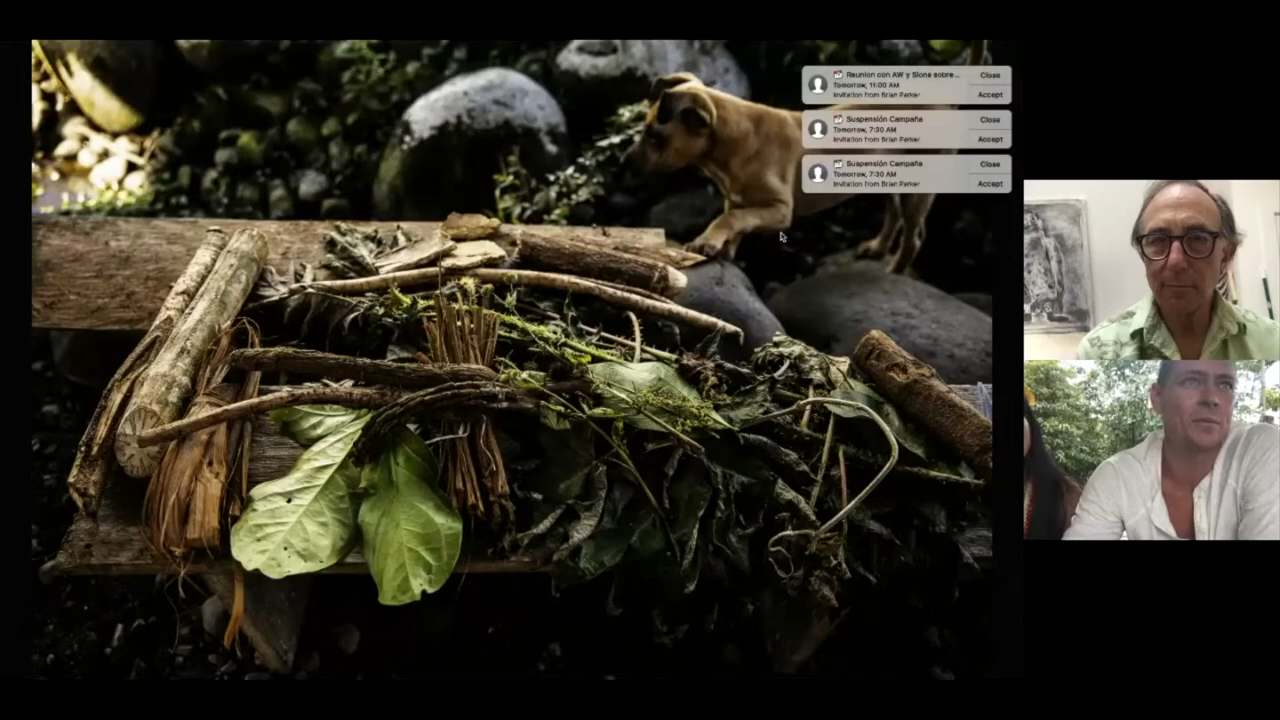 Reunion con AW y Siona sobre...
Close
Tomorrow, 11:00 AM
Invitation from Brian Parker
Accept
Suspensión Campaña
Close
Tomorrow, 7:30 AM
Invitation from Brian Parker
Accept
Suspensión Campaña
Close
Tomorrow, 7:30 AM
Invitation from Brian Parker
Accept